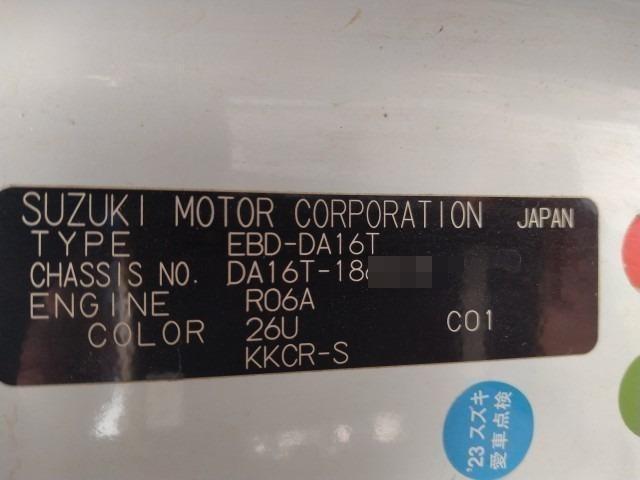 SUZUKI MOTOR CORPORATION JAPAN
TYPE EBD-DA16T
CHASSIS NO. DA16T-18
ENGINE R06A
COLOR 26U C01
KKCR-S
'23 スズキ
愛車点検